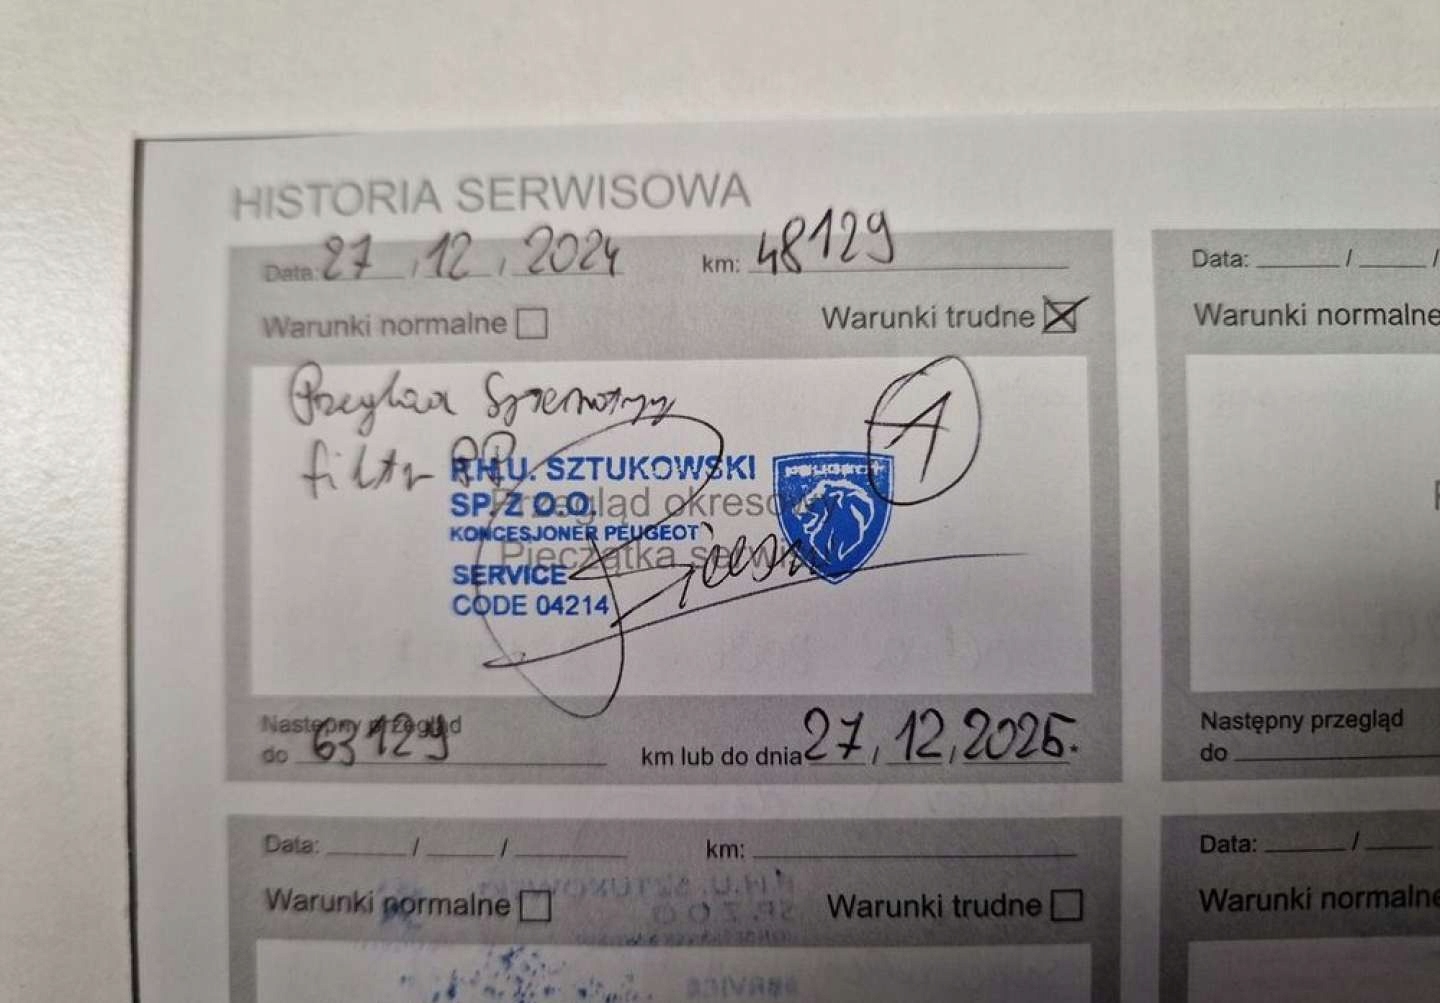 HISTORIA SERWISOWA
Data: 27 , 12 , 2024 km: 48129
Warunki normalne Warunki trudne
Przegląd Systematyczny
filtr PP
A
P.H.U. SZTUKOWSKI
SP. Z O.O.
Przegląd okresowy
KONCESJONER PEUGEOT
Pieczątka serwisu
SERVICE
CODE 04214
PEUGEOT
Następny przegląd
do 63129 km lub do dnia 27 , 12 , 2025.
Data: / / km:
Warunki normalne Warunki trudne
Data: / /
Warunki normalne
Następny przegląd
do
Data: /
Warunki normalne